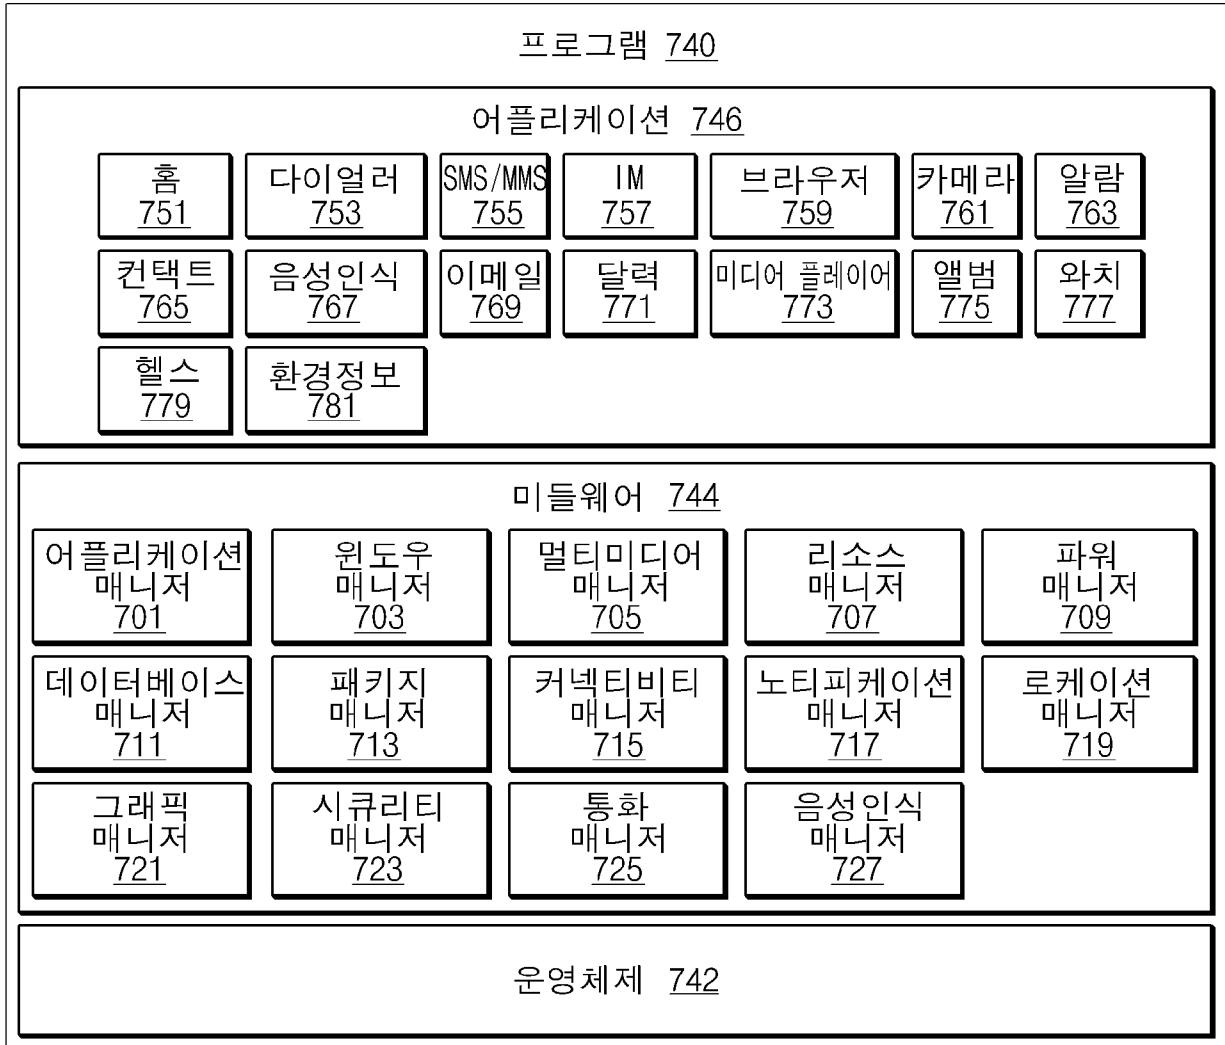 프로그램 740
어플리케이션 746
홈 다이얼러 SMS/MMS IM 브라우저 카메라 알람
751 753 755 757 759 761 763
컨택트 음성인식 이메일 달력 미디어 플레이어 앨범 와치
765 767 769 771 773 775 777
헬스 환경정보
779 781
미들웨어 744
어플리케이션 윈도우 멀티미디어 리소스 파워
매니저 매니저 매니저 매니저 매니저
701 703 705 707 709
데이터베이스 패키지 커넥티비티 노티피케이션 로케이션
매니저 매니저 매니저 매니저 매니저
711 713 715 717 719
그래픽 시큐리티 통화 음성인식
매니저 매니저 매니저 매니저
721 723 725 727
운영체제 742